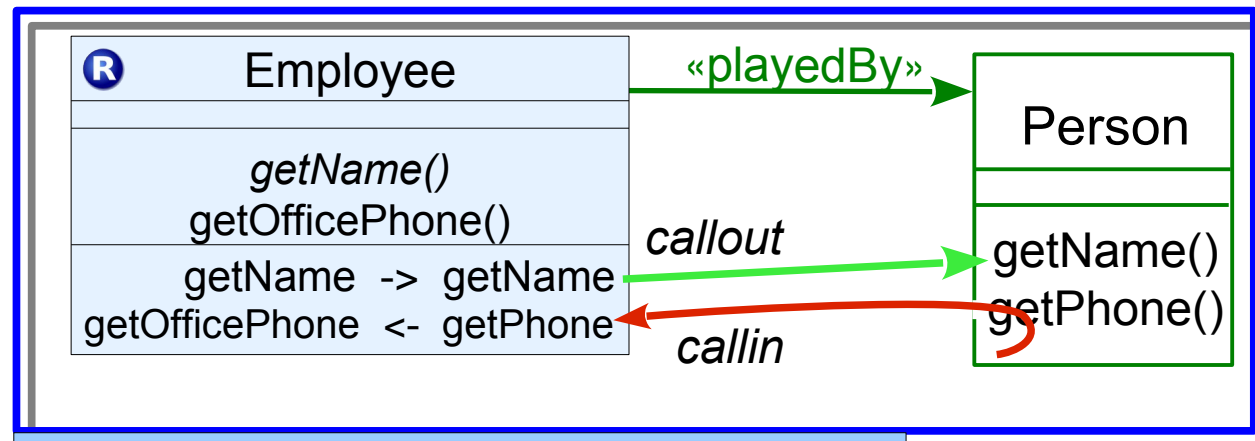 R Employee
«playedBy»
Person
getName()
getOfficePhone()
callout
getName()
getName -> getName
getPhone()
getOfficePhone <- getPhone
callin